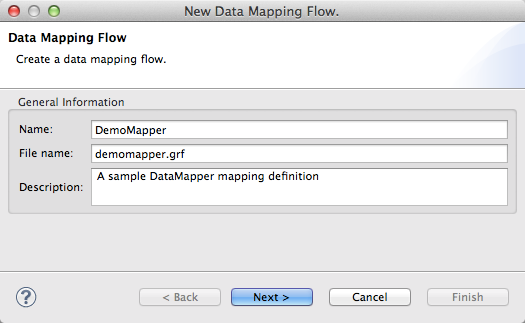 New Data Mapping Flow.
Data Mapping Flow
Create a data mapping flow.
General Information
Name: DemoMapper
File name: demomapper.grf
Description: A sample DataMapper mapping definition
? < Back Next > Cancel Finish